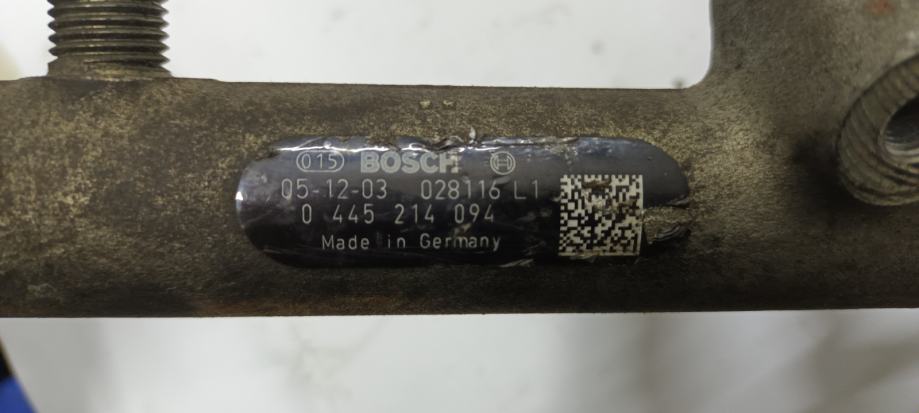 015 BOSCH
05-12-03 028116 L1
0 445 214 094
Made in Germany